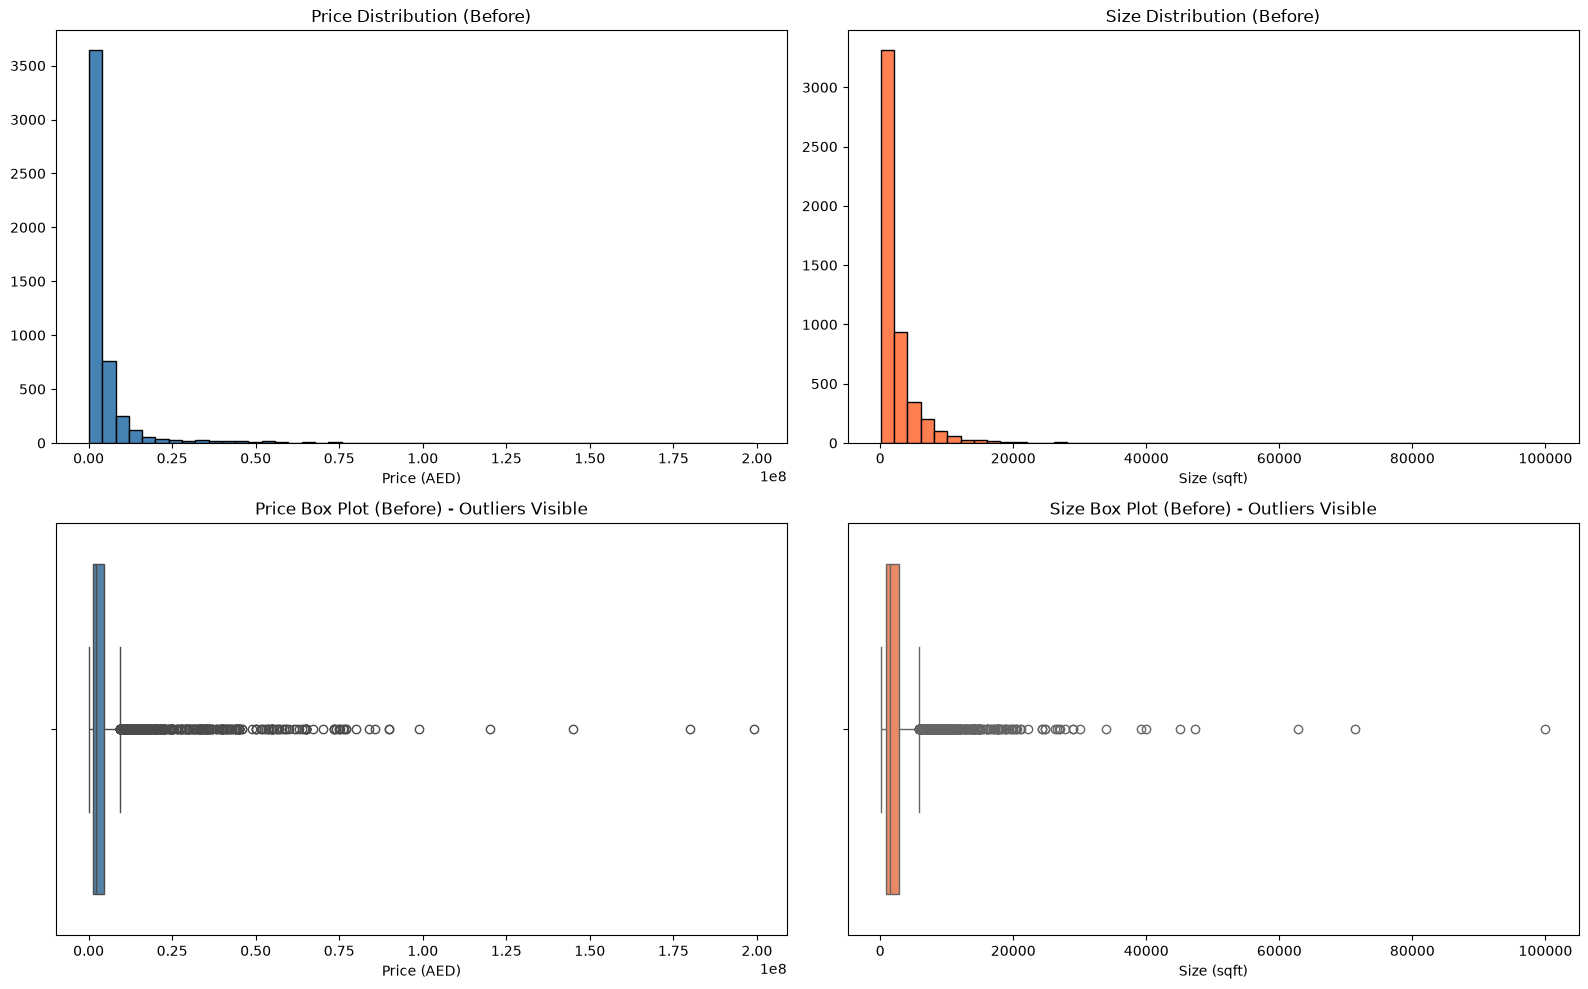 Price Distribution (Before)
3500
3000
2500
2000
1500
1000
500
0
0.00 0.25 0.50 0.75 1.00 1.25 1.50 1.75 2.00
1e8
Price (AED)
Size Distribution (Before)
3000
2500
2000
1500
1000
500
0
0 20000 40000 60000 80000 100000
Size (sqft)
Price Box Plot (Before) - Outliers Visible
0.00 0.25 0.50 0.75 1.00 1.25 1.50 1.75 2.00
1e8
Price (AED)
Size Box Plot (Before) - Outliers Visible
0 20000 40000 60000 80000 100000
Size (sqft)